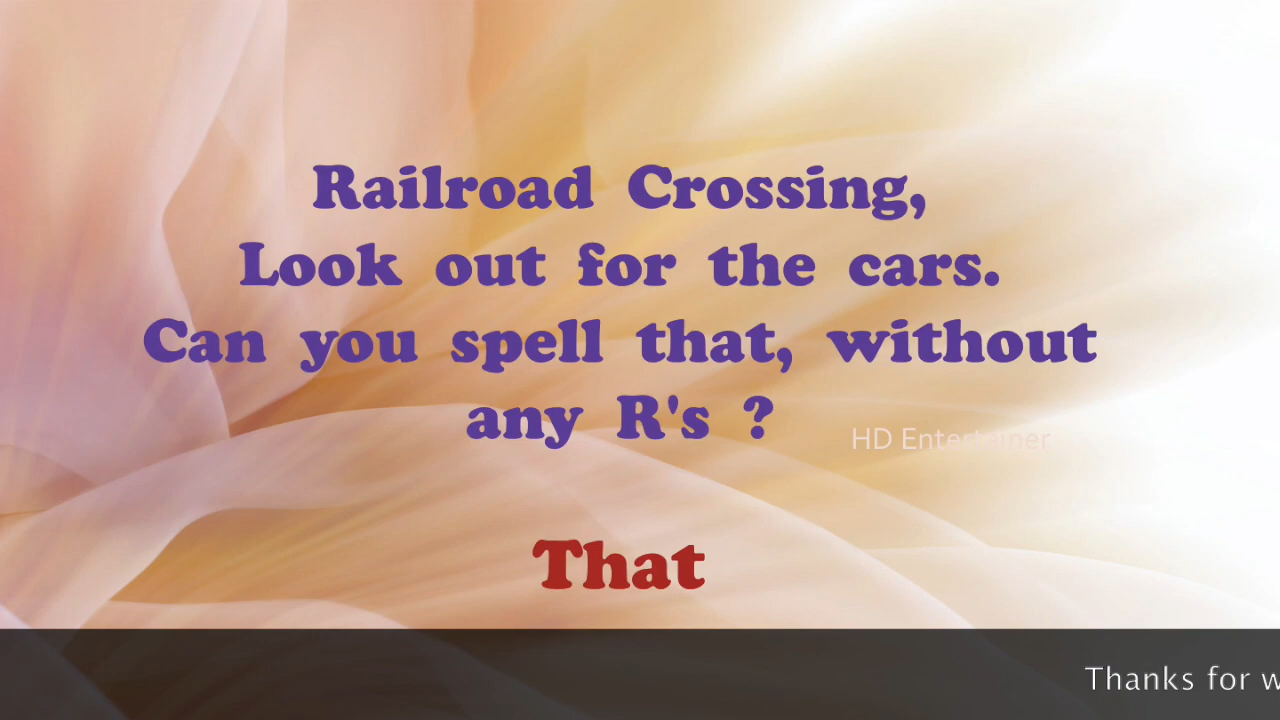 Railroad Crossing,
Look out for the cars.
Can you spell that, without
any R's ?
HD Entertainer
That
Thanks for w